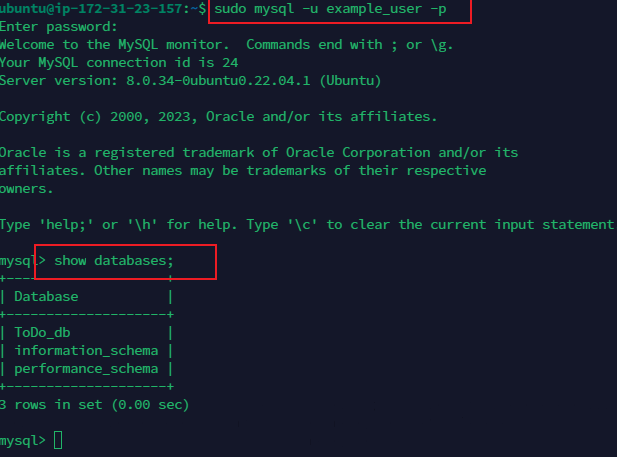 ubuntu@ip-172-31-23-157:~$ sudo mysql -u example_user -p
Enter password:
Welcome to the MySQL monitor.  Commands end with ; or \g.
Your MySQL connection id is 24
Server version: 8.0.34-0ubuntu0.22.04.1 (Ubuntu)

Copyright (c) 2000, 2023, Oracle and/or its affiliates.

Oracle is a registered trademark of Oracle Corporation and/or its
affiliates. Other names may be trademarks of their respective
owners.

Type 'help;' or '\h' for help. Type '\c' to clear the current input statement

mysql> show databases;
+--------------------+
| Database           |
+--------------------+
| ToDo_db            |
| information_schema |
| performance_schema |
+--------------------+
3 rows in set (0.00 sec)

mysql>